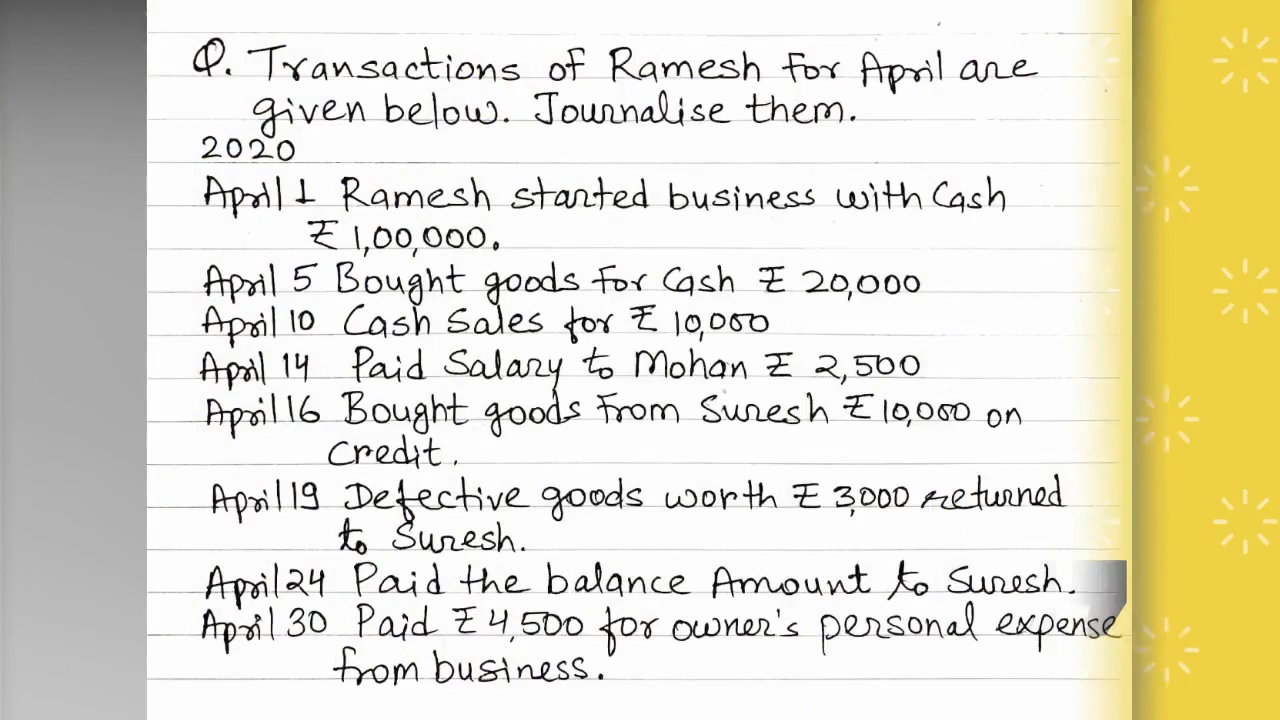 Q. Transactions of Ramesh for April are
given below. Journalise them.
2020
April 1 Ramesh started business with Cash
₹ 1,00,000.
April 5 Bought goods for Cash ₹ 20,000
April 10 Cash Sales for ₹ 10,000
April 14 Paid Salary to Mohan ₹ 2,500
April 16 Bought goods from Suresh ₹ 10,000 on
Credit.
April 19 Defective goods worth ₹ 3,000 returned
to Suresh.
April 24 Paid the balance Amount to Suresh.
April 30 Paid ₹ 4,500 for owner's personal expense
from business.